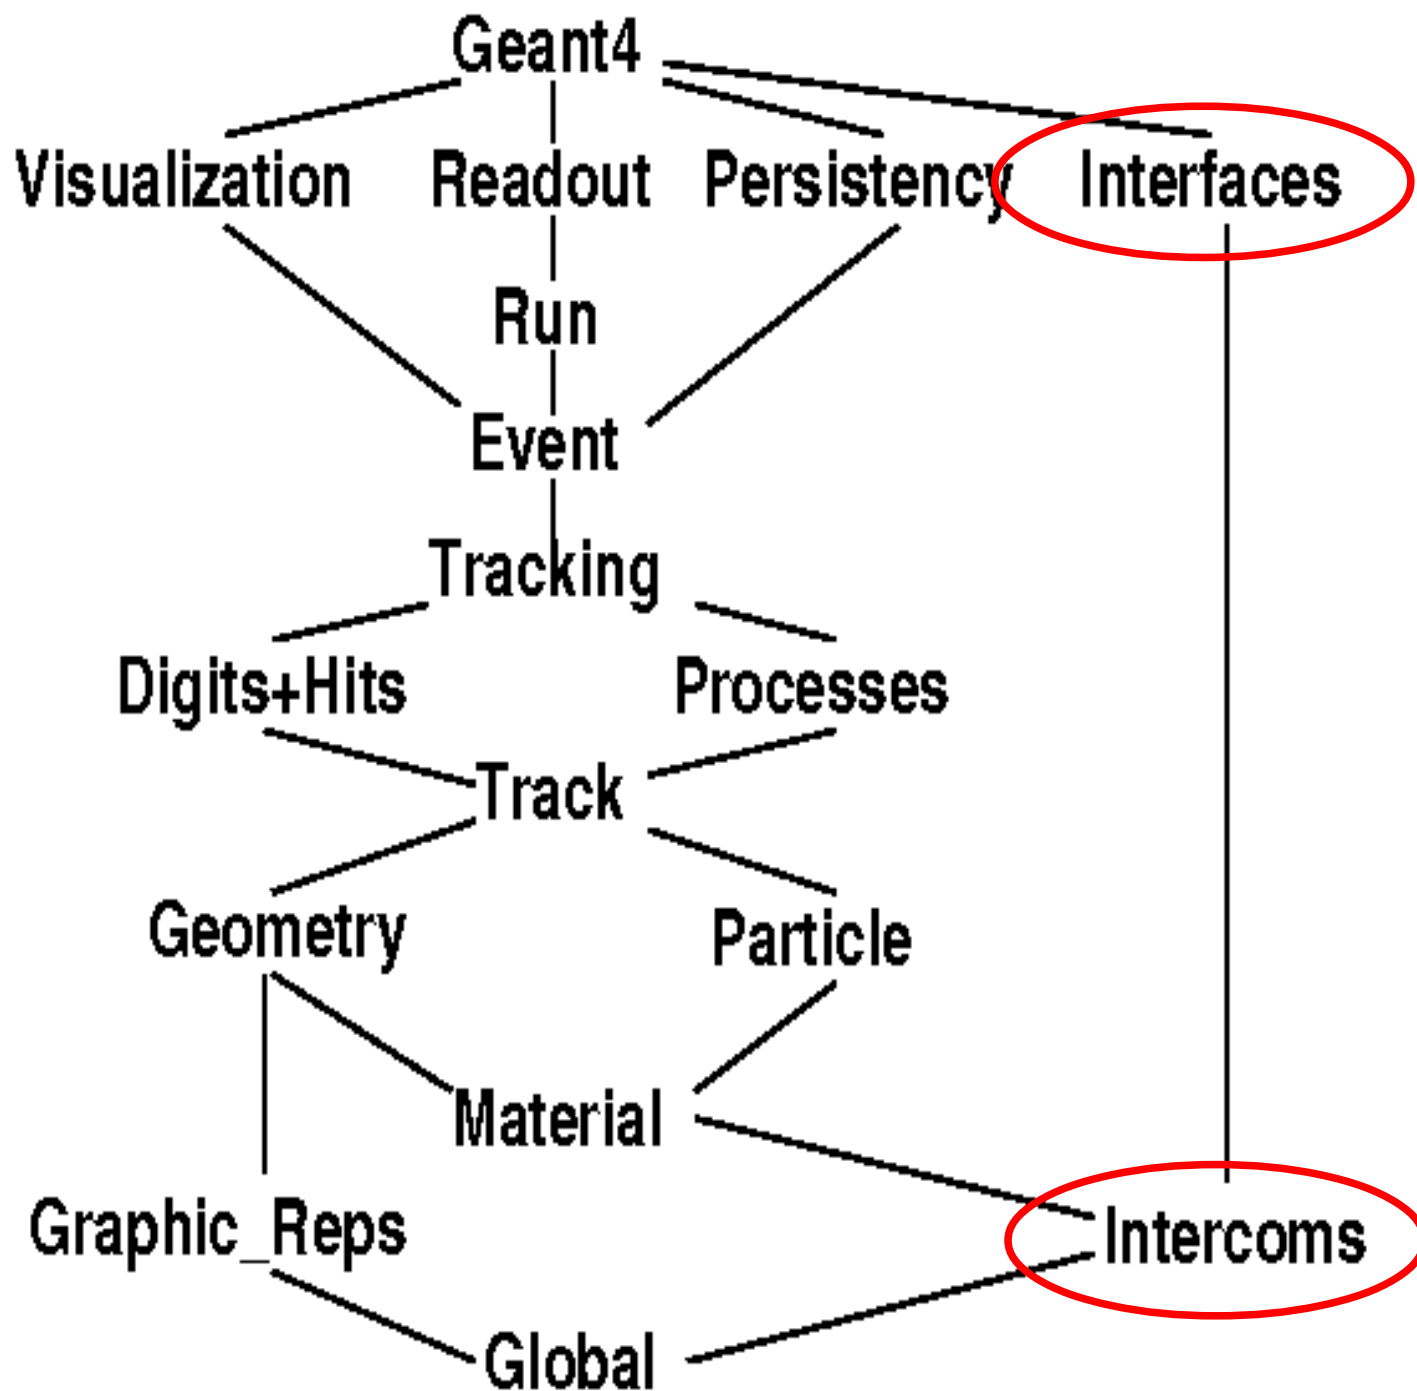 Geant4
Visualization Readout Persistency Interfaces
Run
Event
Tracking
Digits+Hits Processes
Track
Geometry Particle
Material
Graphic_Reps Intercoms
Global